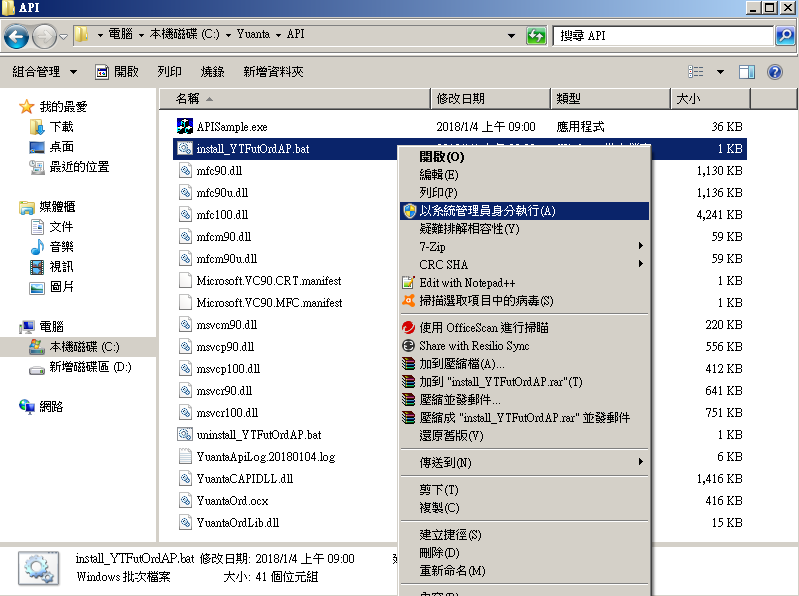 API
電腦 本機磁碟 (C:) Yuanta API
搜尋 API
組合管理 開啟 列印 燒錄 新增資料夾
我的最愛
下載
桌面
最近的位置
媒體櫃
文件
音樂
視訊
圖片
電腦
本機磁碟 (C:)
新增磁碟區 (D:)
網路
名稱 修改日期 類型 大小
APISample.exe 2018/1/4 上午 09:00 應用程式 36 KB
install_YTFutOrdAP.bat 1 KB
mfc90.dll 1,130 KB
mfc90u.dll 1,136 KB
mfc100.dll 4,241 KB
mfcm90.dll 59 KB
mfcm90u.dll 59 KB
Microsoft.VC90.CRT.manifest 1 KB
Microsoft.VC90.MFC.manifest 1 KB
msvcm90.dll 220 KB
msvcp90.dll 556 KB
msvcp100.dll 412 KB
msvcr90.dll 641 KB
msvcr100.dll 751 KB
uninstall_YTFutOrdAP.bat 1 KB
YuantaApiLog.20180104.log 6 KB
YuantaCAPIDLL.dll 1,416 KB
YuantaOrd.ocx 416 KB
YuantaOrdLib.dll 15 KB
開啟(O)
編輯(E)
列印(P)
以系統管理員身分執行(A)
疑難排解相容性(Y)
7-Zip
CRC SHA
Edit with Notepad++
掃描選取項目中的病毒(S)
使用 OfficeScan 進行掃瞄
Share with Resilio Sync
加到壓縮檔(A)...
加到 "install_YTFutOrdAP.rar"(T)
壓縮並發郵件...
壓縮成 "install_YTFutOrdAP.rar" 並發郵件
還原舊版(V)
傳送到(N)
剪下(T)
複製(C)
建立捷徑(S)
刪除(D)
重新命名(M)
install_YTFutOrdAP.bat 修改日期: 2018/1/4 上午 09:00
Windows 批次檔案 大小: 41 個位元組